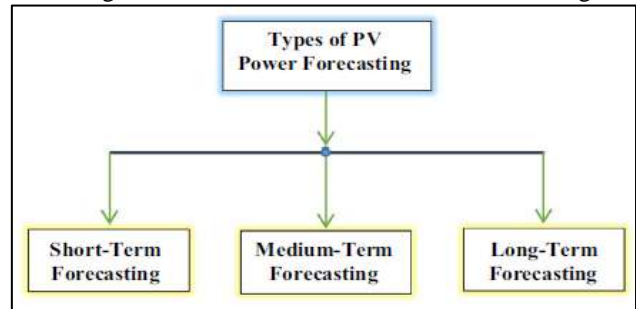 Types of PV
Power Forecasting
Short-Term
Forecasting
Medium-Term
Forecasting
Long-Term
Forecasting